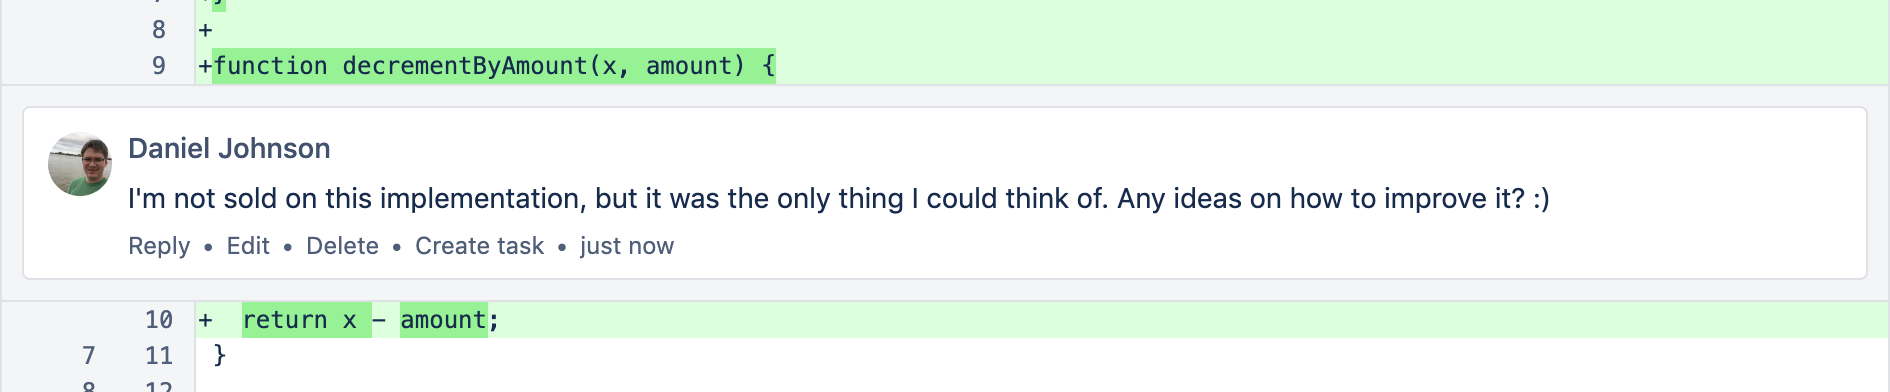 8 +
9 +function decrementByAmount(x, amount) {
Daniel Johnson
I'm not sold on this implementation, but it was the only thing I could think of. Any ideas on how to improve it? :)
Reply • Edit • Delete • Create task • just now
10 +  return x - amount;
7 11 }
8 12